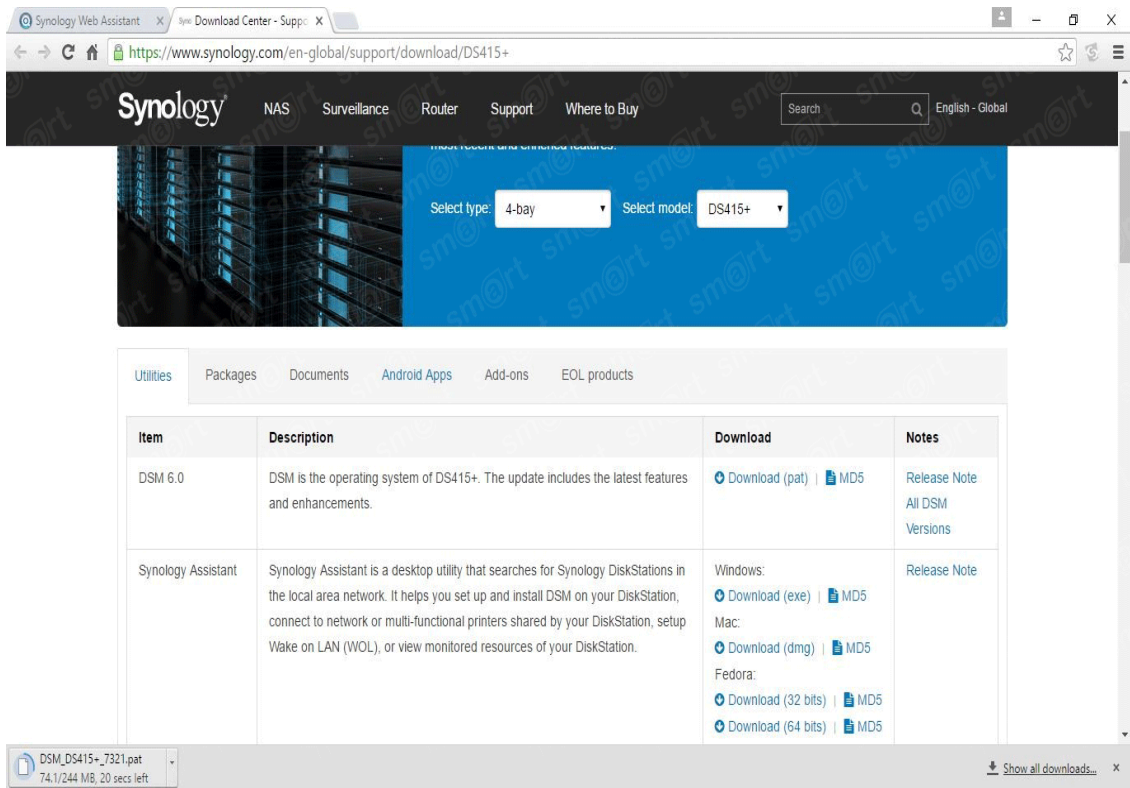 Synology Web Assistant X
Syno Download Center - Suppo X
https://www.synology.com/en-global/support/download/DS415+
Synology NAS Surveillance Router Support Where to Buy Search English - Global
most recent and enriched features.
Select type: 4-bay Select model: DS415+
Utilities Packages Documents Android Apps Add-ons EOL products
Item Description Download Notes
DSM 6.0 DSM is the operating system of DS415+. The update includes the latest features Download (pat) | MD5 Release Note
and enhancements. All DSM
Versions
Synology Assistant Synology Assistant is a desktop utility that searches for Synology DiskStations in Windows: Release Note
the local area network. It helps you set up and install DSM on your DiskStation, Download (exe) | MD5
connect to network or multi-functional printers shared by your DiskStation, setup Mac:
Wake on LAN (WOL), or view monitored resources of your DiskStation. Download (dmg) | MD5
Fedora:
Download (32 bits) | MD5
Download (64 bits) | MD5
DSM_DS415+_7321.pat
74.1/244 MB, 20 secs left
Show all downloads... x
sm@rt